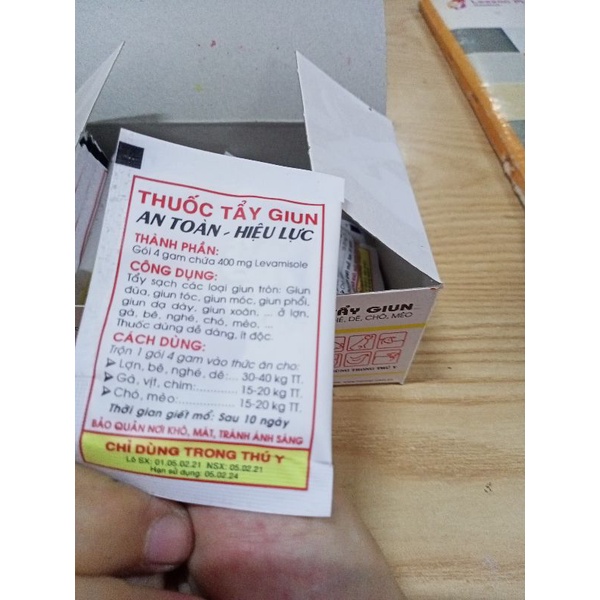 THUỐC TẨY GIUN
AN TOÀN - HIỆU LỰC
THÀNH PHẦN:
Gói 4 gam chứa 400 mg Levamisole
CÔNG DỤNG:
Tẩy sạch các loại giun tròn: Giun
đũa, giun tóc, giun móc, giun phổi,
giun dạ dày, giun xoăn, ... ở lợn,
gà, bê, nghé, chó, mèo, ...
Thuốc dùng dễ dàng, ít độc.
CÁCH DÙNG:
Trộn 1 gói 4 gam vào thức ăn cho:
Lợn, bê, nghé, dê:... 30-40 kg TT.
Gà, vịt, chim:............ 15-20 kg TT.
Chó, mèo:............... 15-20 kg TT.
Thời gian giết mổ: Sau 10 ngày
BẢO QUẢN NƠI KHÔ, MÁT, TRÁNH ÁNH SÁNG
CHỈ DÙNG TRONG THÚ Y
Lô SX: 01.05.02.21 NSX: 05.02.21
Hạn sử dụng: 05.02.24
ẨY GIUN
HÉ, DÊ, CHÓ, MÈO
TRONG THÚ Y